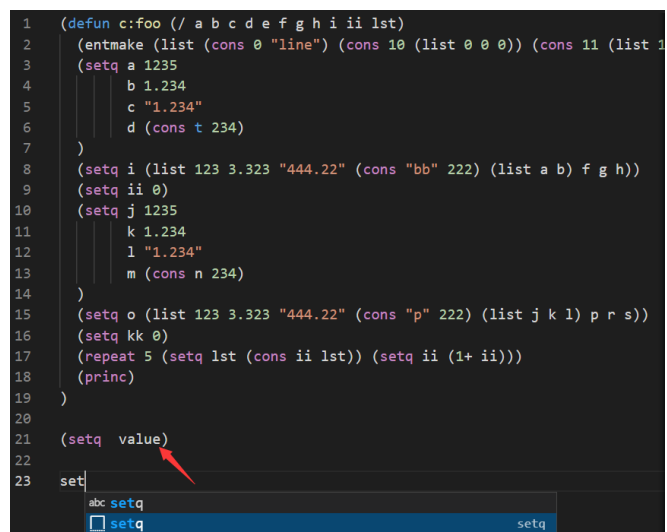 1 (defun c:foo (/ a b c d e f g h i ii lst)
2 (entmake (list (cons 0 "line") (cons 10 (list 0 0 0)) (cons 11 (list 1
3 (setq a 1235
4 b 1.234
5 c "1.234"
6 d (cons t 234)
7 )
8 (setq i (list 123 3.323 "444.22" (cons "bb" 222) (list a b) f g h))
9 (setq ii 0)
10 (setq j 1235
11 k 1.234
12 l "1.234"
13 m (cons n 234)
14 )
15 (setq o (list 123 3.323 "444.22" (cons "p" 222) (list j k l) p r s))
16 (setq kk 0)
17 (repeat 5 (setq lst (cons ii lst)) (setq ii (1+ ii)))
18 (princ)
19 )
20
21 (setq  value)
22
23 set
abc setq
setq setq